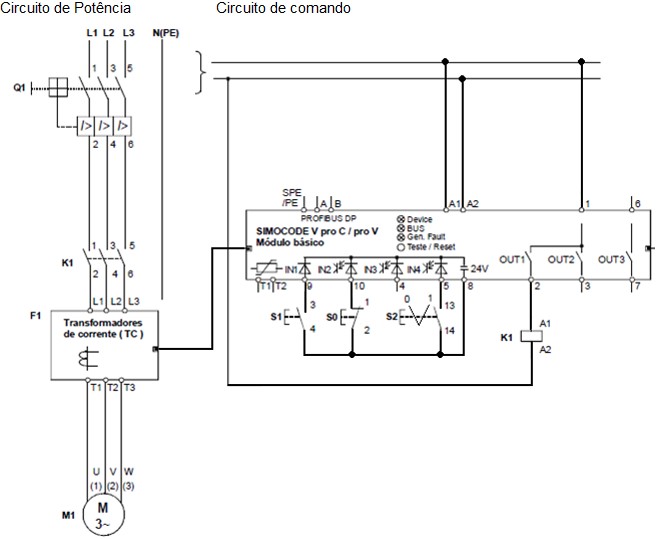 Circuito de Potência
Circuito de comando
L1 L2 L3 N(PE)
1 3 5
Q1
I> I> I>
2 4 6
1 3 5
K1
2 4 6
L1 L2 L3
F1
Transformadores
de corrente ( TC )
T1 T2 T3
U V W
(1) (2) (3)
M1
M
3~
SPE
/PE A B
A1 A2
1 6
PROFIBUS DP
SIMOCODE V pro C / pro V
Módulo básico
Device
BUS
Gen. Fault
Teste / Reset
IN1 IN2 IN3 IN4 24V
OUT1 OUT2 OUT3
T1 T2 9 10 4 5 8 2 3 7
S1 3 4
S0 1 2
S2 0 1 13 14
K1 A1
A2